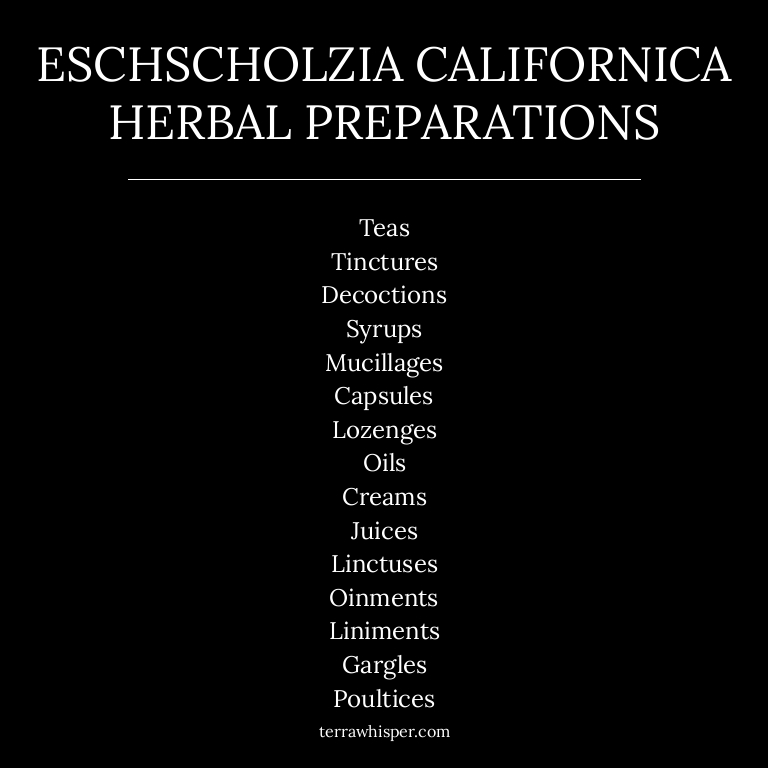 ESCHSCHOLZIA CALIFORNICA
HERBAL PREPARATIONS
Teas
Tinctures
Decoctions
Syrups
Mucillages
Capsules
Lozenges
Oils
Creams
Juices
Linctuses
Oinments
Liniments
Gargles
Poultices
terrawhisper.com